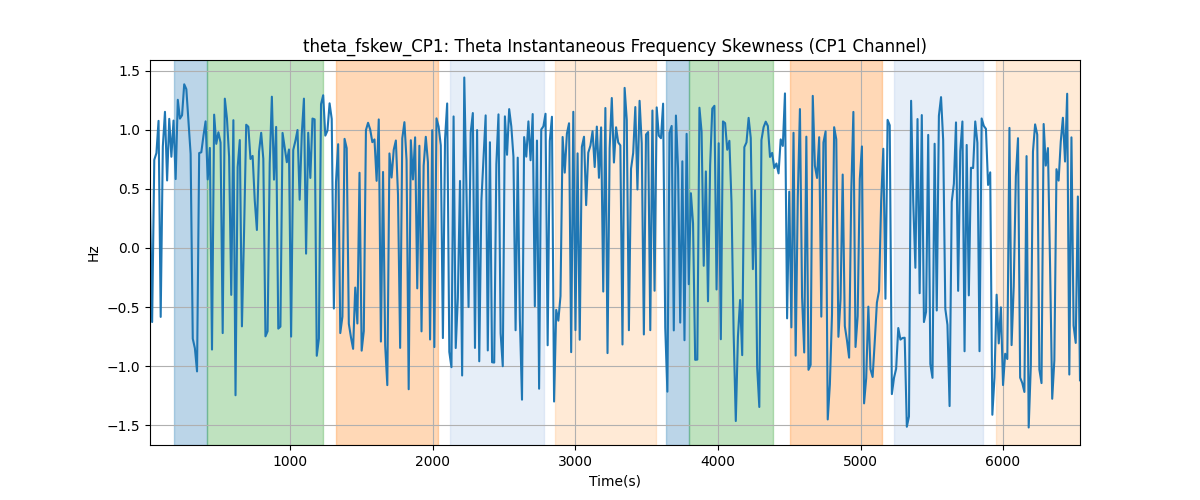 theta_fskew_CP1: Theta Instantaneous Frequency Skewness (CP1 Channel)
1.5
1.0
0.5
0.0
−0.5
−1.0
−1.5
Hz
1000 2000 3000 4000 5000 6000
Time(s)